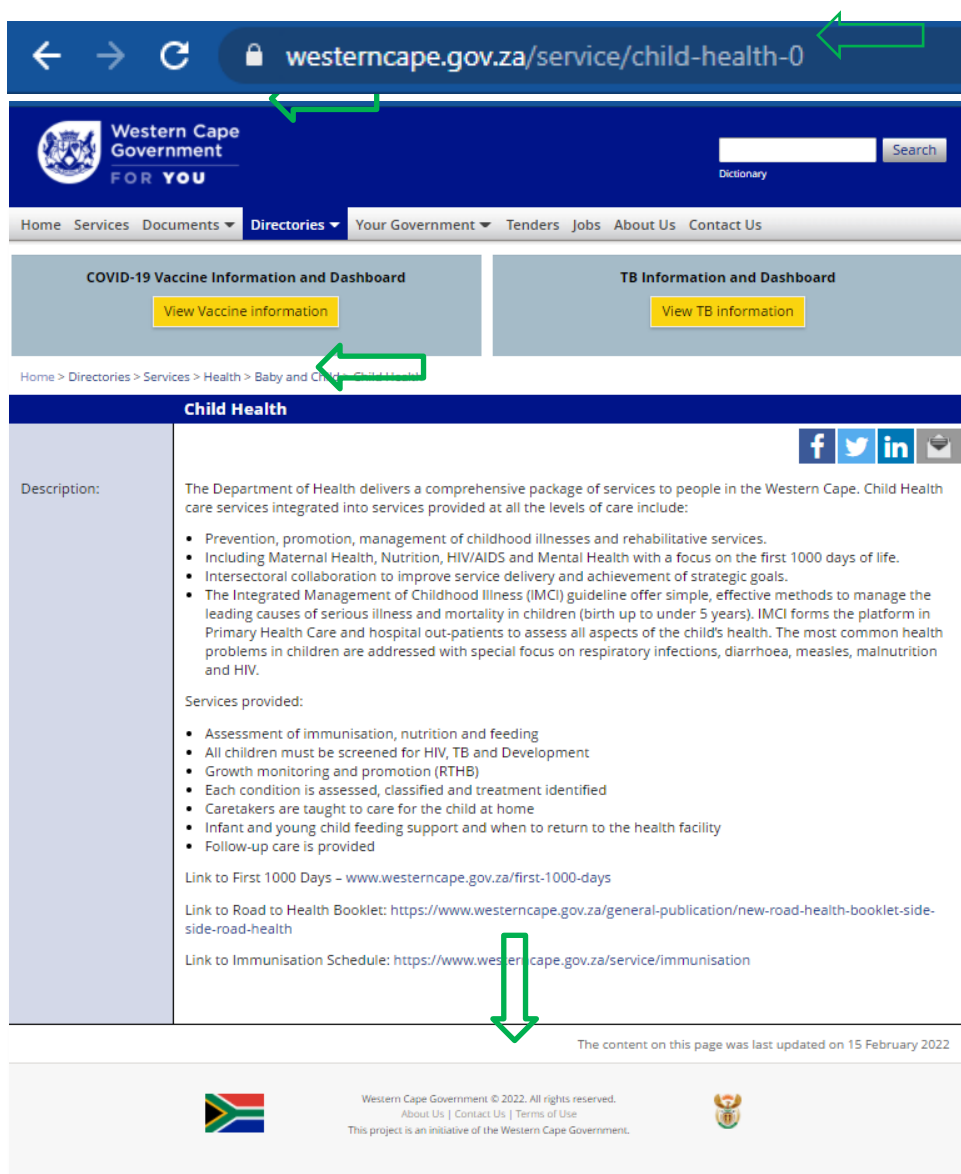 westerncape.gov.za/service/child-health-0
Western Cape
Government
FOR YOU
Search
Dictionary
Home Services Documents Directories Your Government Tenders Jobs About Us Contact Us
COVID-19 Vaccine Information and Dashboard
View Vaccine information
TB Information and Dashboard
View TB information
Home > Directories > Services > Health > Baby and Child > Child Health
Child Health
Description:
The Department of Health delivers a comprehensive package of services to people in the Western Cape. Child Health
care services integrated into services provided at all the levels of care include:
• Prevention, promotion, management of childhood illnesses and rehabilitative services.
• Including Maternal Health, Nutrition, HIV/AIDS and Mental Health with a focus on the first 1000 days of life.
• Intersectoral collaboration to improve service delivery and achievement of strategic goals.
• The Integrated Management of Childhood Illness (IMCI) guideline offer simple, effective methods to manage the
leading causes of serious illness and mortality in children (birth up to under 5 years). IMCI forms the platform in
Primary Health Care and hospital out-patients to assess all aspects of the child's health. The most common health
problems in children are addressed with special focus on respiratory infections, diarrhoea, measles, malnutrition
and HIV.
Services provided:
• Assessment of immunisation, nutrition and feeding
• All children must be screened for HIV, TB and Development
• Growth monitoring and promotion (RTHB)
• Each condition is assessed, classified and treatment identified
• Caretakers are taught to care for the child at home
• Infant and young child feeding support and when to return to the health facility
• Follow-up care is provided
Link to First 1000 Days – www.westerncape.gov.za/first-1000-days
Link to Road to Health Booklet: https://www.westerncape.gov.za/general-publication/new-road-health-booklet-side-
side-road-health
Link to Immunisation Schedule: https://www.westerncape.gov.za/service/immunisation
The content on this page was last updated on 15 February 2022
Western Cape Government © 2022. All rights reserved.
About Us | Contact Us | Terms of Use
This project is an initiative of the Western Cape Government.